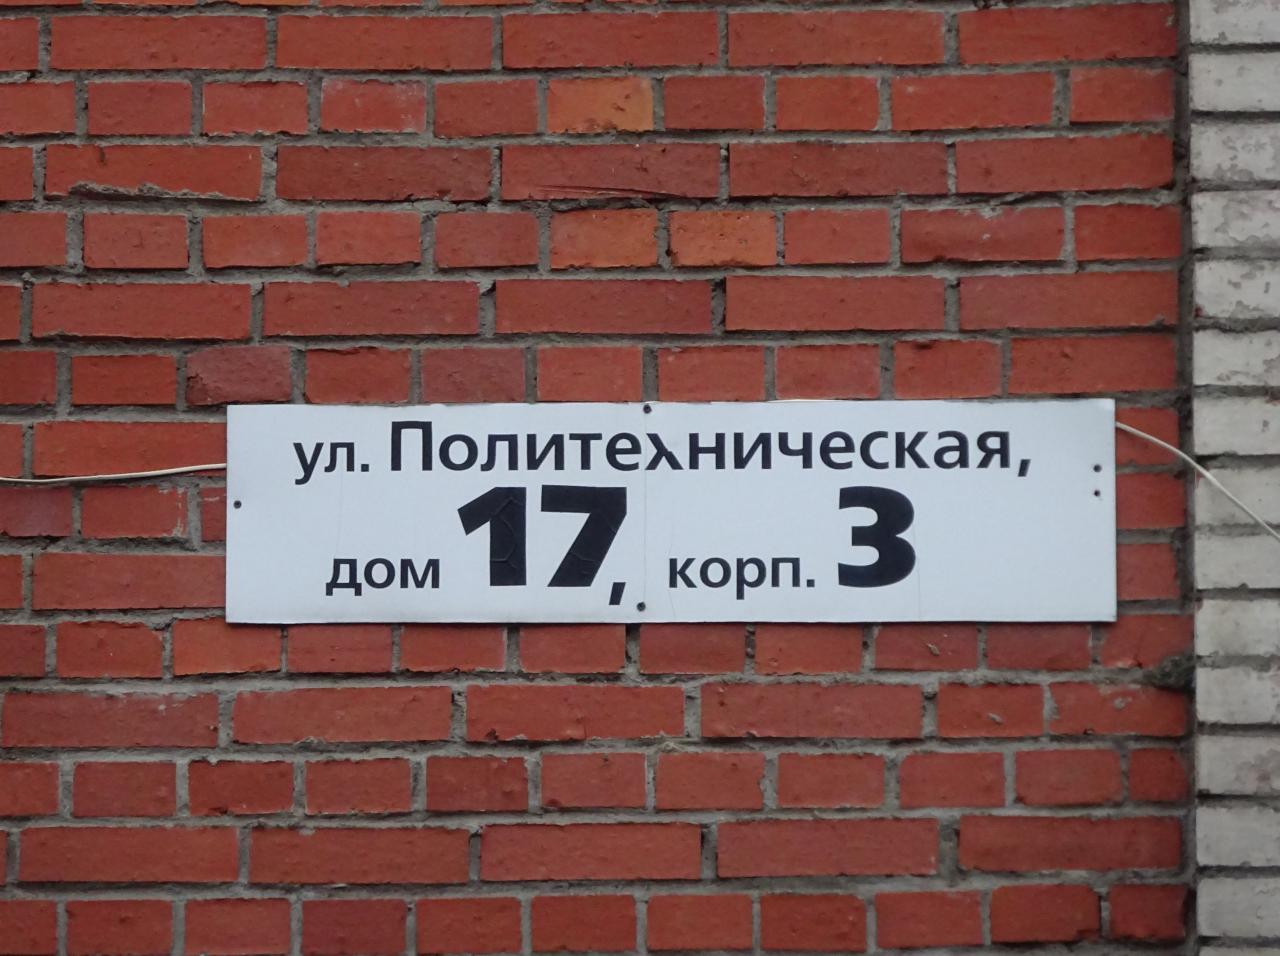 ул. Политехническая,
дом 17, корп. 3